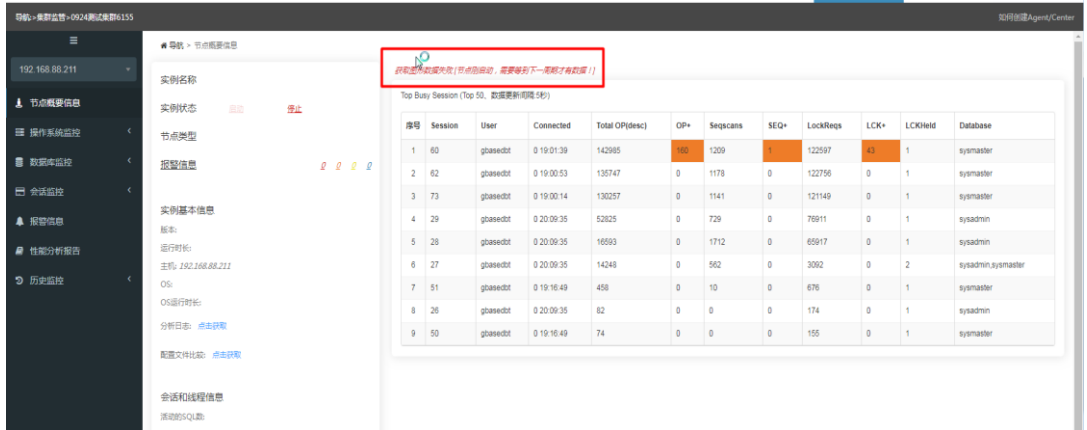 导航>集群监管>0924测试集群6155
如何创建Agent/Center
192.168.88.211
节点概要信息
操作系统监控
数据库监控
会话监控
报警信息
性能分析报告
历史监控
导航 > 节点概要信息
实例名称
实例状态 启动 停止
节点类型
报警信息 0 0 0 0
实例基本信息
版本:
运行时长:
主机: 192.168.88.211
OS:
OS运行时长:
分析日志: 点击获取
配置文件比较: 点击获取
会话和线程信息
活动的SQL数:
获取图形数据失败 [节点刚启动，需要等到下一周期才有数据！]
Top Busy Session (Top 50、数据更新间隔:5秒)
序号 Session User Connected Total OP(desc) OP+ Seqscans SEQ+ LockReqs LCK+ LCKHeld Database
1 60 gbasedbt 0 19:01:39 142985 160 1209 1 122597 43 1 sysmaster
2 62 gbasedbt 0 19:00:53 135747 0 1178 0 122756 0 1 sysmaster
3 73 gbasedbt 0 19:00:14 130257 0 1141 0 121149 0 1 sysmaster
4 29 gbasedbt 0 20:09:35 52825 0 729 0 76911 0 1 sysadmin
5 28 gbasedbt 0 20:09:35 16593 0 1712 0 65917 0 1 sysadmin
6 27 gbasedbt 0 20:09:35 14248 0 562 0 3092 0 2 sysadmin,sysmaster
7 51 gbasedbt 0 19:16:49 458 0 10 0 676 0 1 sysmaster
8 26 gbasedbt 0 20:09:35 82 0 0 0 174 0 1 sysadmin
9 50 gbasedbt 0 19:16:49 74 0 0 0 155 0 1 sysmaster